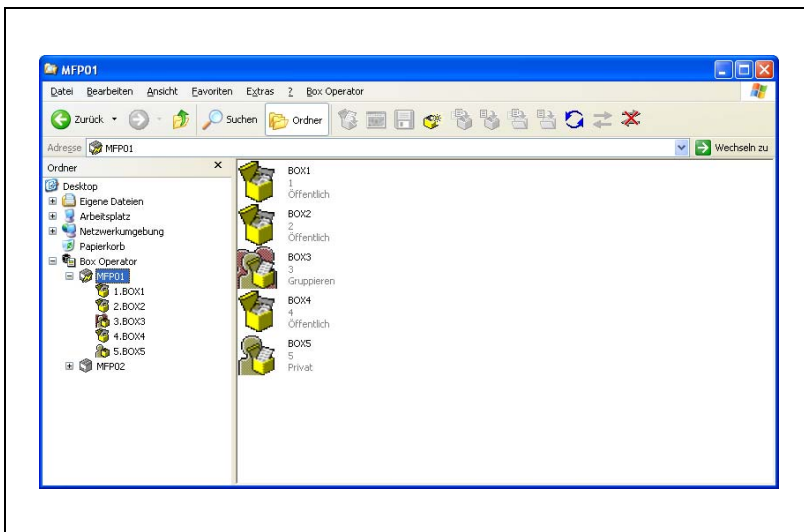 MFP01
Datei Bearbeiten Ansicht Favoriten Extras ? Box Operator
Zurück Suchen Ordner
Adresse MFP01 Wechseln zu
Ordner
Desktop
Eigene Dateien
Arbeitsplatz
Netzwerkumgebung
Papierkorb
Box Operator
MFP01
1.BOX1
2.BOX2
3.BOX3
4.BOX4
5.BOX5
MFP02
BOX1
1
Öffentlich
BOX2
2
Öffentlich
BOX3
3
Gruppieren
BOX4
4
Öffentlich
BOX5
5
Privat